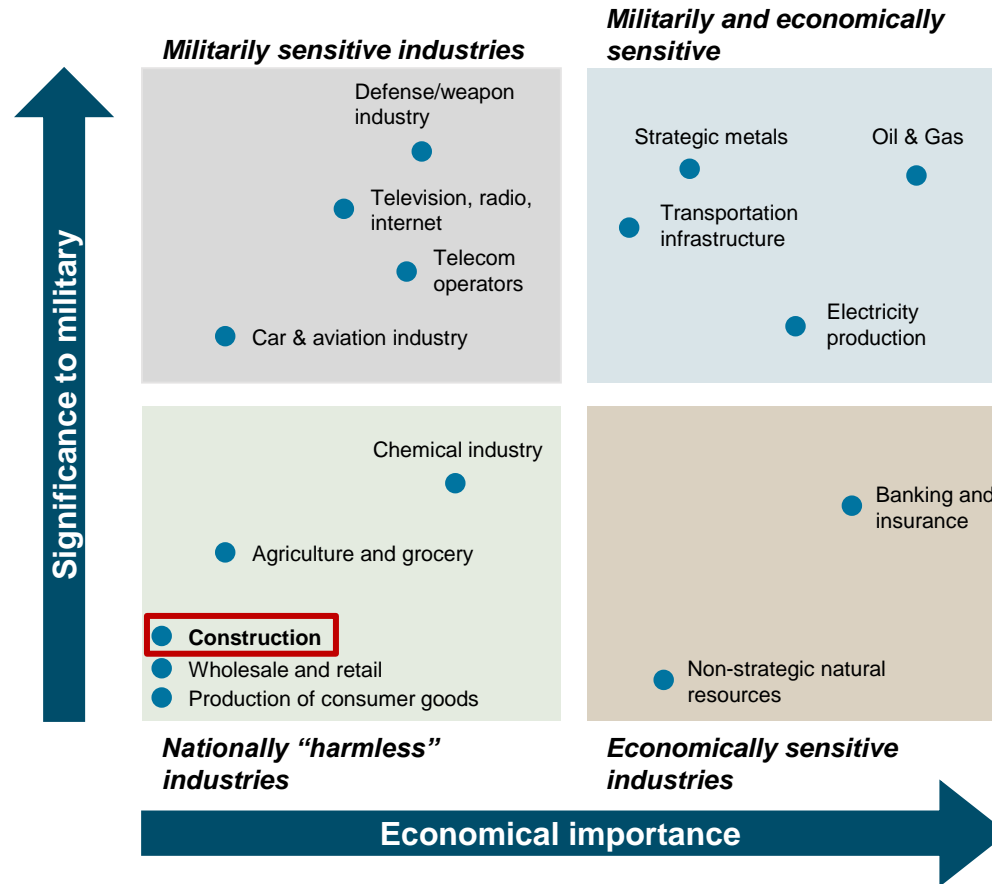 Militarily sensitive industries
Militarily and economically
sensitive
Significance to military
Defense/weapon
industry
Television, radio,
internet
Telecom
operators
Car & aviation industry
Strategic metals
Oil & Gas
Transportation
infrastructure
Electricity
production
Chemical industry
Agriculture and grocery
Construction
Wholesale and retail
Production of consumer goods
Banking and
insurance
Non-strategic natural
resources
Nationally “harmless”
industries
Economically sensitive
industries
Economical importance